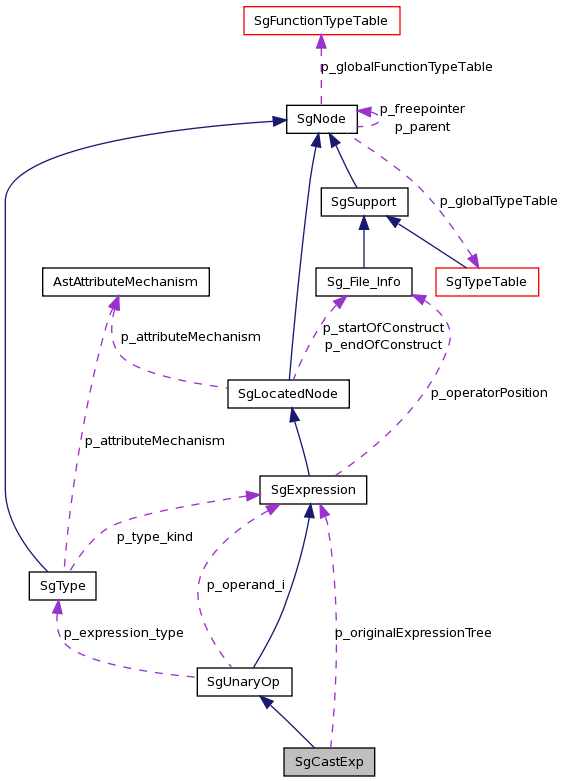 SgFunctionTypeTable
p_globalFunctionTypeTable
SgNode
p_freepointer
p_parent
SgSupport
p_globalTypeTable
AstAttributeMechanism
Sg_File_Info
SgTypeTable
p_startOfConstruct
p_endOfConstruct
p_attributeMechanism
SgLocatedNode
p_operatorPosition
p_attributeMechanism
SgExpression
p_type_kind
SgType
p_operand_i
p_expression_type
p_originalExpressionTree
SgUnaryOp
SgCastExp